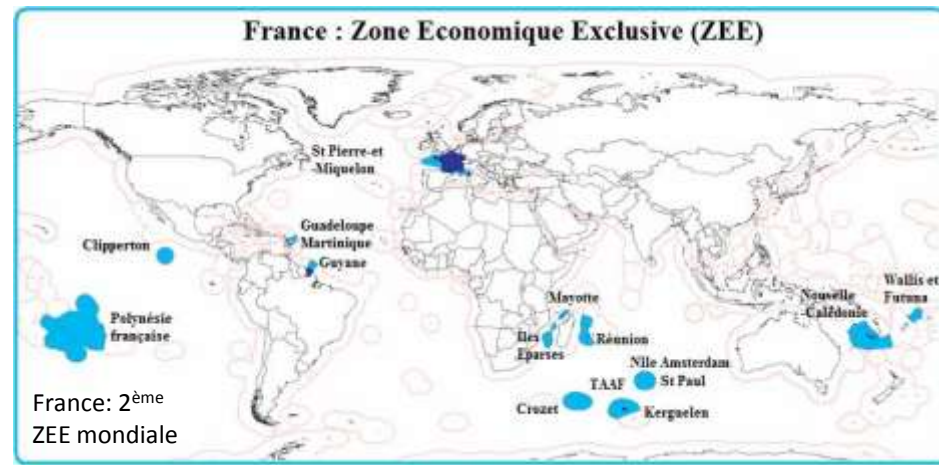 France : Zone Economique Exclusive (ZEE)
St Pierre-et
-Miquelon
Guadeloupe
Martinique
Clipperton
Guyane
Polynésie
française
Mayotte
Iles
Eparses
Réunion
Wallis et
Futuna
Nouvelle
-Calédonie
Nlle Amsterdam
St Paul
TAAF
Crozet
Kerguelen
France: 2ème
ZEE mondiale